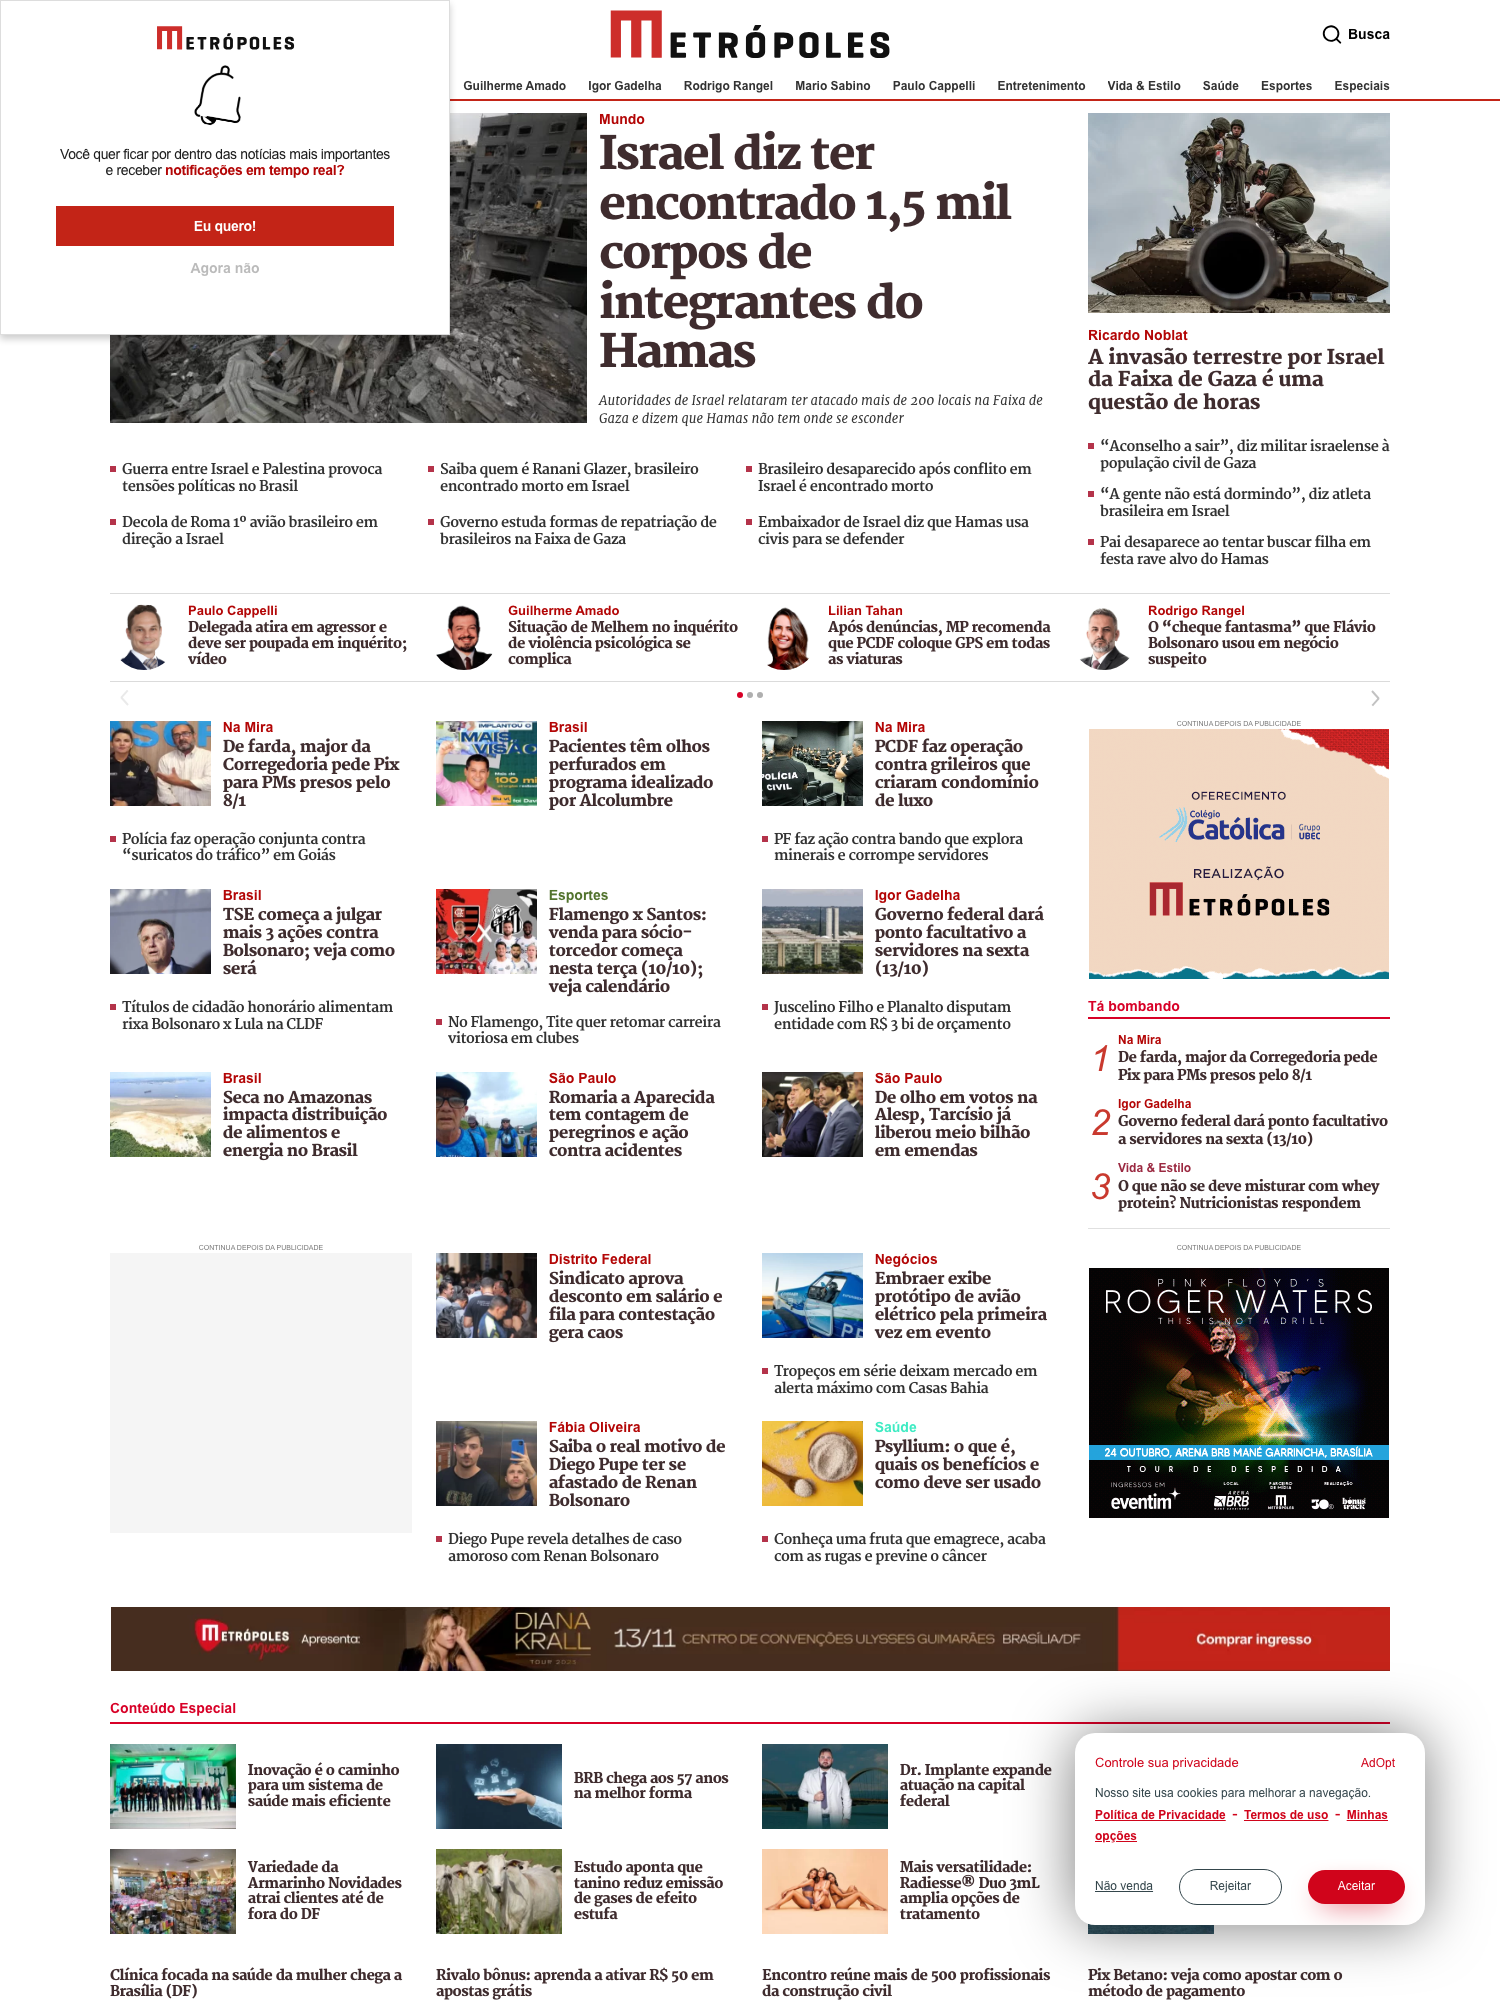 METRÓPOLES
Você quer ficar por dentro das notícias mais importantes
e receber notificações em tempo real?
Eu quero!
Agora não
METRÓPOLES
Busca
Guilherme Amado
Igor Gadelha
Rodrigo Rangel
Mario Sabino
Paulo Cappelli
Entretenimento
Vida & Estilo
Saúde
Esportes
Especiais
Mundo
Israel diz ter
encontrado 1,5 mil
corpos de
integrantes do
Hamas
Autoridades de Israel relataram ter atacado mais de 200 locais na Faixa de
Gaza e dizem que Hamas não tem onde se esconder
Guerra entre Israel e Palestina provoca
tensões políticas no Brasil
Saiba quem é Ranani Glazer, brasileiro
encontrado morto em Israel
Brasileiro desaparecido após conflito em
Israel é encontrado morto
Decola de Roma 1º avião brasileiro em
direção a Israel
Governo estuda formas de repatriação de
brasileiros na Faixa de Gaza
Embaixador de Israel diz que Hamas usa
civis para se defender
Ricardo Noblat
A invasão terrestre por Israel
da Faixa de Gaza é uma
questão de horas
“Aconselho a sair”, diz militar israelense à
população civil de Gaza
“A gente não está dormindo”, diz atleta
brasileira em Israel
Pai desaparece ao tentar buscar filha em
festa rave alvo do Hamas
Paulo Cappelli
Delegada atira em agressor e
deve ser poupada em inquérito;
vídeo
Guilherme Amado
Situação de Melhem no inquérito
de violência psicológica se
complica
Lilian Tahan
Após denúncias, MP recomenda
que PCDF coloque GPS em todas
as viaturas
Rodrigo Rangel
O “cheque fantasma” que Flávio
Bolsonaro usou em negócio
suspeito
Na Mira
De farda, major da
Corregedoria pede Pix
para PMs presos pelo
8/1
Polícia faz operação conjunta contra
“suricatos do tráfico” em Goiás
IMPLANTOU O
MAIS
VISÃO
Brasil
Pacientes têm olhos
perfurados em
programa idealizado
por Alcolumbre
POLÍCIA
CIVIL
Na Mira
PCDF faz operação
contra grileiros que
criaram condomínio
de luxo
PF faz ação contra bando que explora
minerais e corrompe servidores
CONTINUA DEPOIS DA PUBLICIDADE
OFERECIMENTO
Colégio
Católica
Grupo
UBEC
REALIZAÇÃO
METRÓPOLES
Brasil
TSE começa a julgar
mais 3 ações contra
Bolsonaro; veja como
será
Títulos de cidadão honorário alimentam
rixa Bolsonaro x Lula na CLDF
Esportes
Flamengo x Santos:
venda para sócio-
torcedor começa
nesta terça (10/10);
veja calendário
No Flamengo, Tite quer retomar carreira
vitoriosa em clubes
Igor Gadelha
Governo federal dará
ponto facultativo a
servidores na sexta
(13/10)
Juscelino Filho e Planalto disputam
entidade com R$ 3 bi de orçamento
Brasil
Seca no Amazonas
impacta distribuição
de alimentos e
energia no Brasil
São Paulo
Romaria a Aparecida
tem contagem de
peregrinos e ação
contra acidentes
São Paulo
De olho em votos na
Alesp, Tarcísio já
liberou meio bilhão
em emendas
Tá bombando
1
Na Mira
De farda, major da Corregedoria pede
Pix para PMs presos pelo 8/1
2
Igor Gadelha
Governo federal dará ponto facultativo
a servidores na sexta (13/10)
3
Vida & Estilo
O que não se deve misturar com whey
protein? Nutricionistas respondem
CONTINUA DEPOIS DA PUBLICIDADE
Distrito Federal
Sindicato aprova
desconto em salário e
fila para contestação
gera caos
Negócios
Embraer exibe
protótipo de avião
elétrico pela primeira
vez em evento
Tropeços em série deixam mercado em
alerta máximo com Casas Bahia
Fábia Oliveira
Saiba o real motivo de
Diego Pupe ter se
afastado de Renan
Bolsonaro
Diego Pupe revela detalhes de caso
amoroso com Renan Bolsonaro
Saúde
Psyllium: o que é,
quais os benefícios e
como deve ser usado
Conheça uma fruta que emagrece, acaba
com as rugas e previne o câncer
CONTINUA DEPOIS DA PUBLICIDADE
PINK FLOYD'S
ROGER WATERS
THIS IS NOT A DRILL
24 OUTUBRO, ARENA BRB MANÉ GARRINCHA, BRASÍLIA
TOUR DE DESPEDIDA
INGRESSOS EM
eventim
LOCAL
ARENA
BRB
PARCEIRO
DE MÍDIA
METRÓPOLES
REALIZAÇÃO
30e
bonus
track
METRÓPOLES
Music
Apresenta:
DIANA
KRALL
TOUR 2023
13/11 CENTRO DE CONVENÇÕES ULYSSES GUIMARÃES BRASÍLIA/DF
Comprar ingresso
Conteúdo Especial
Inovação é o caminho
para um sistema de
saúde mais eficiente
BRB chega aos 57 anos
na melhor forma
Dr. Implante expande
atuação na capital
federal
Variedade da
Armarinho Novidades
atrai clientes até de
fora do DF
Estudo aponta que
tanino reduz emissão
de gases de efeito
estufa
Mais versatilidade:
Radiesse® Duo 3mL
amplia opções de
tratamento
Controle sua privacidade
AdOpt
Nosso site usa cookies para melhorar a navegação.
Política de Privacidade - Termos de uso - Minhas
opções
Não venda
Rejeitar
Aceitar
Clínica focada na saúde da mulher chega a
Brasília (DF)
Rivalo bônus: aprenda a ativar R$ 50 em
apostas grátis
Encontro reúne mais de 500 profissionais
da construção civil
Pix Betano: veja como apostar com o
método de pagamento